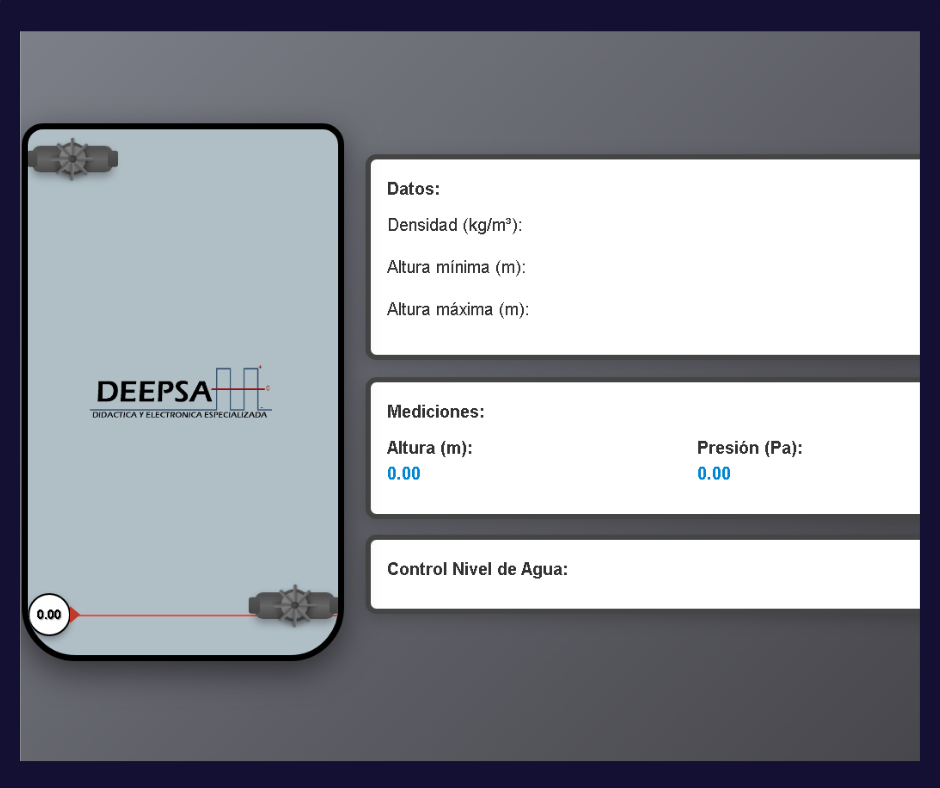 DEEPSA
DIDACTICA Y ELECTRONICA ESPECIALIZADA
0.00
Datos:
Densidad (kg/m³):
Altura mínima (m):
Altura máxima (m):
Mediciones:
Altura (m): Presión (Pa):
0.00 0.00
Control Nivel de Agua: